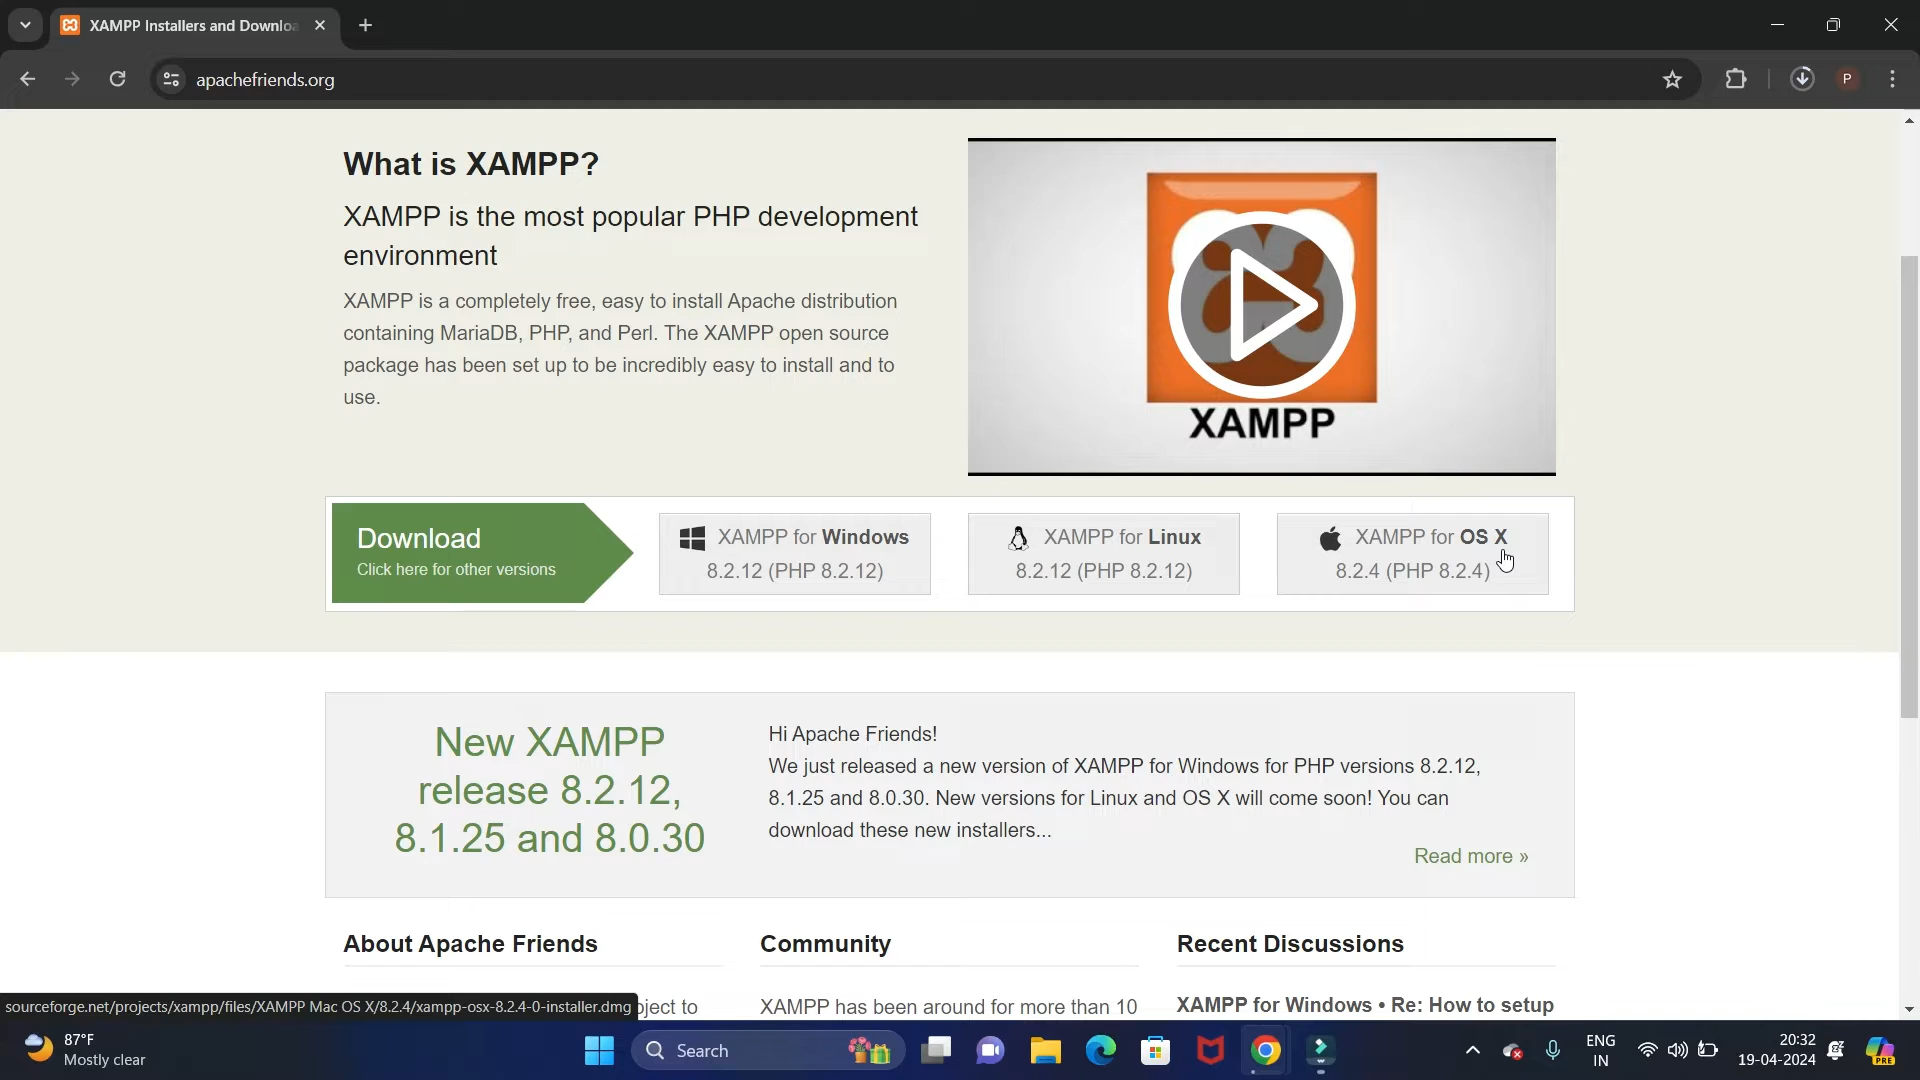 XAMPP Installers and Downloa
apachefriends.org
P
What is XAMPP?
XAMPP is the most popular PHP development
environment
XAMPP is a completely free, easy to install Apache distribution
containing MariaDB, PHP, and Perl. The XAMPP open source
package has been set up to be incredibly easy to install and to
use.
XAMPP
Download
Click here for other versions
XAMPP for Windows
8.2.12 (PHP 8.2.12)
XAMPP for Linux
8.2.12 (PHP 8.2.12)
XAMPP for OS X
8.2.4 (PHP 8.2.4)
New XAMPP
release 8.2.12,
8.1.25 and 8.0.30
Hi Apache Friends!
We just released a new version of XAMPP for Windows for PHP versions 8.2.12,
8.1.25 and 8.0.30. New versions for Linux and OS X will come soon! You can
download these new installers...
Read more »
About Apache Friends
Community
Recent Discussions
ject to
XAMPP has been around for more than 10
XAMPP for Windows • Re: How to setup
sourceforge.net/projects/xampp/files/XAMPP Mac OS X/8.2.4/xampp-osx-8.2.4-0-installer.dmg
87°F
Mostly clear
Search
ENG
IN
20:32
19-04-2024
PRE